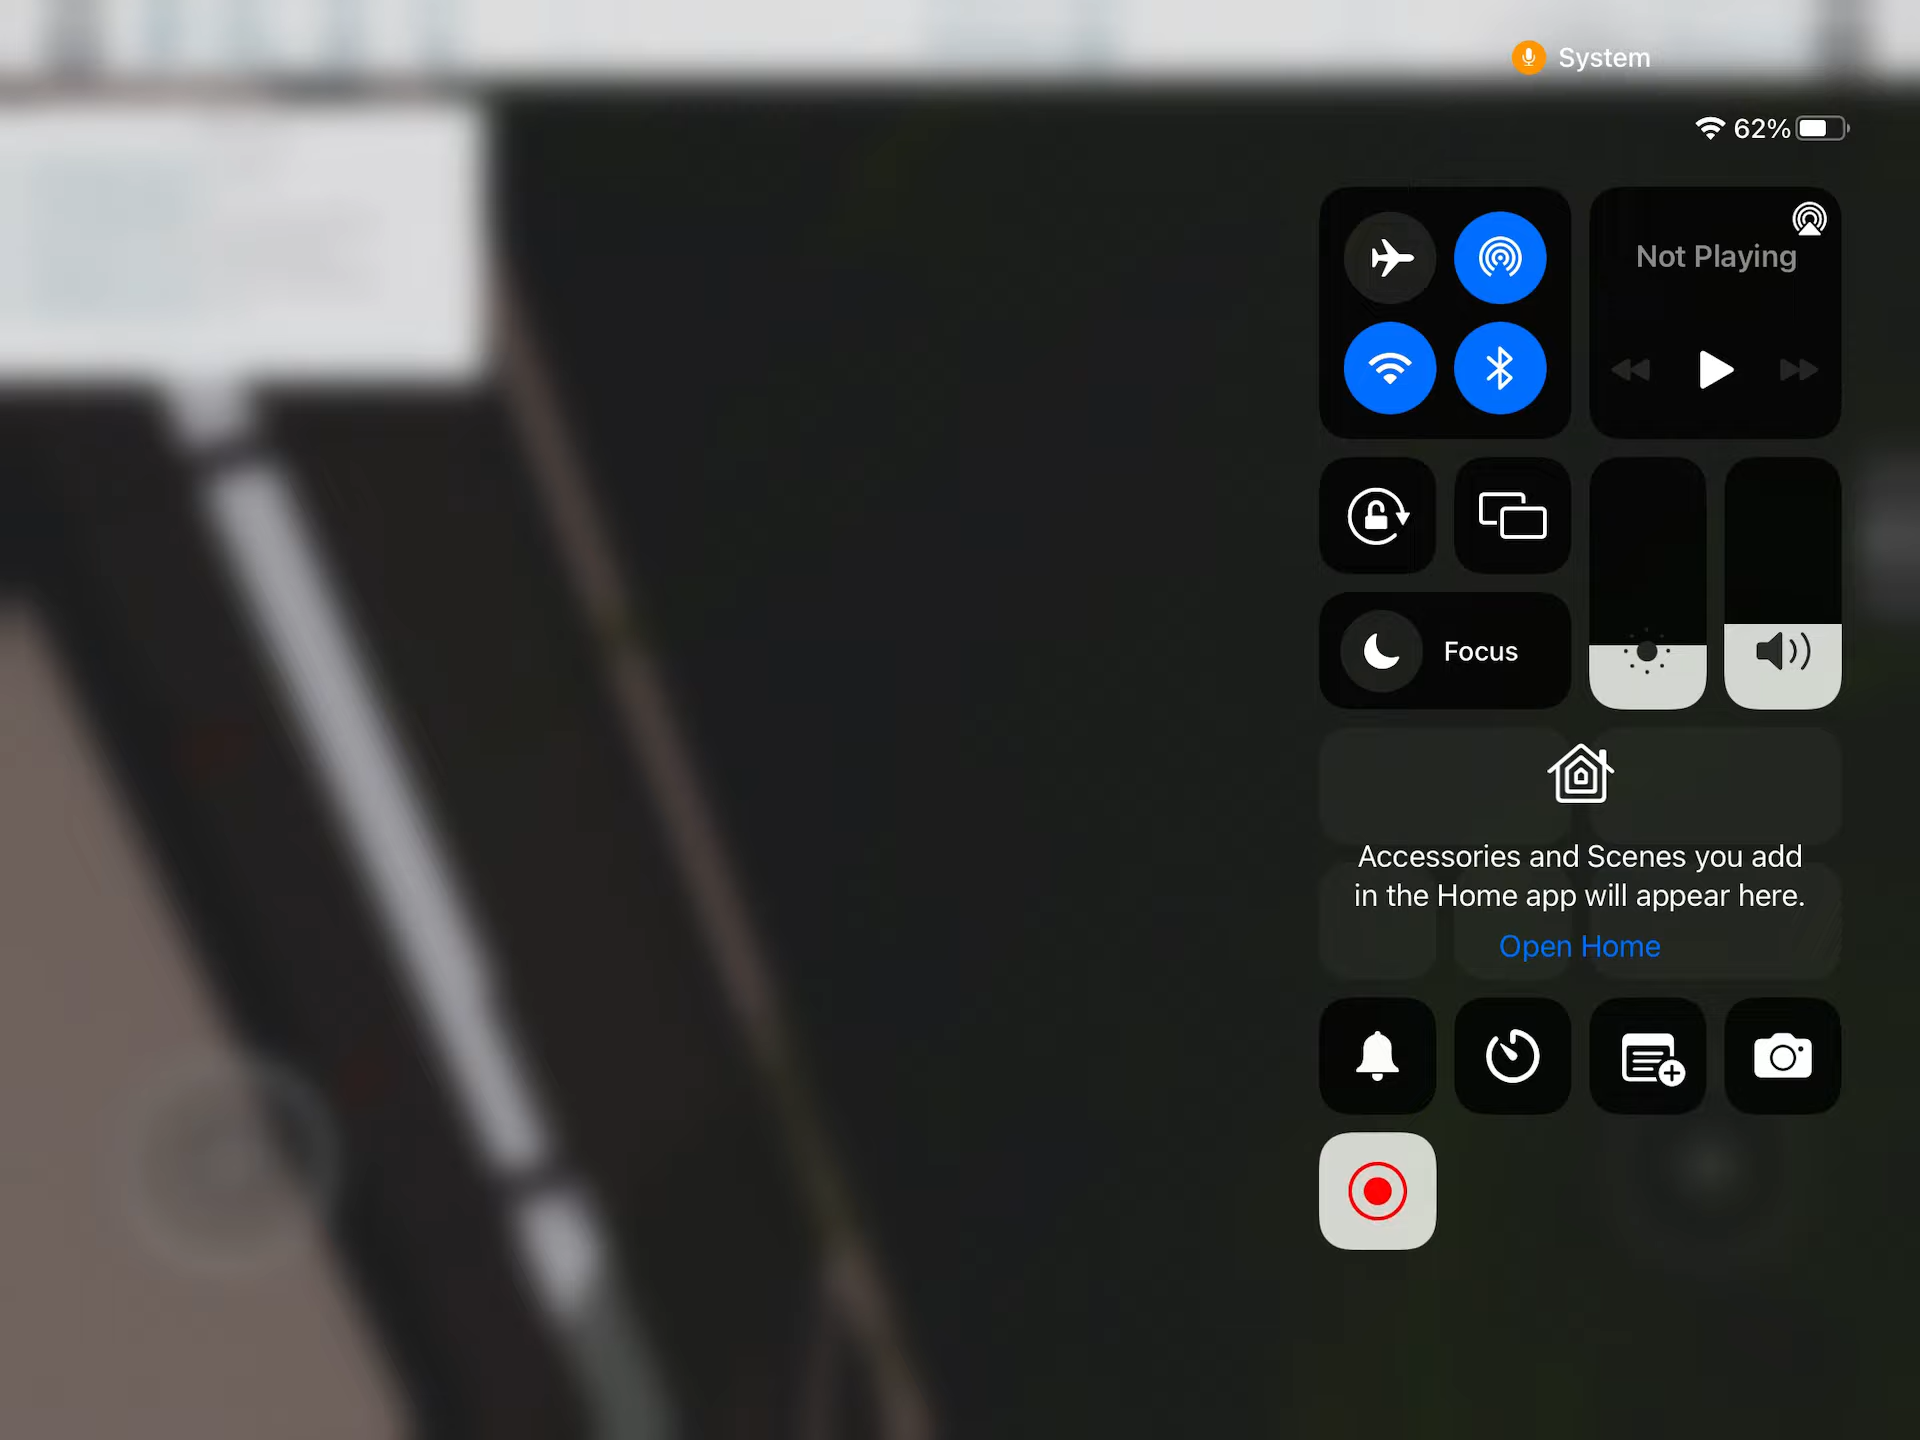 System
62%
Not Playing
Focus
Accessories and Scenes you add
in the Home app will appear here.
Open Home